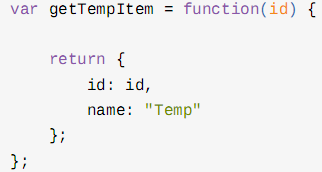 var getTempItem = function(id) {
    return {
        id: id,
        name: "Temp"
    };
};